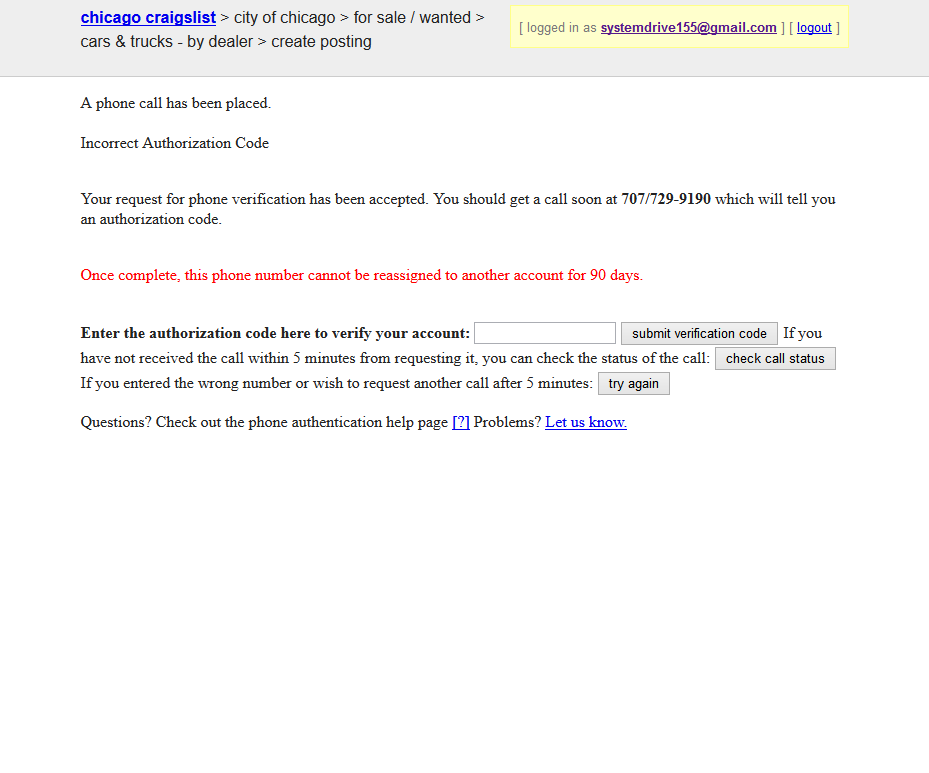 chicago craigslist > city of chicago > for sale / wanted >
cars & trucks - by dealer > create posting
[ logged in as systemdrive155@gmail.com ] [ logout ]
A phone call has been placed.
Incorrect Authorization Code
Your request for phone verification has been accepted. You should get a call soon at 707/729-9190 which will tell you
an authorization code.
Once complete, this phone number cannot be reassigned to another account for 90 days.
Enter the authorization code here to verify your account: submit verification code If you
have not received the call within 5 minutes from requesting it, you can check the status of the call: check call status
If you entered the wrong number or wish to request another call after 5 minutes: try again
Questions? Check out the phone authentication help page [?] Problems? Let us know.